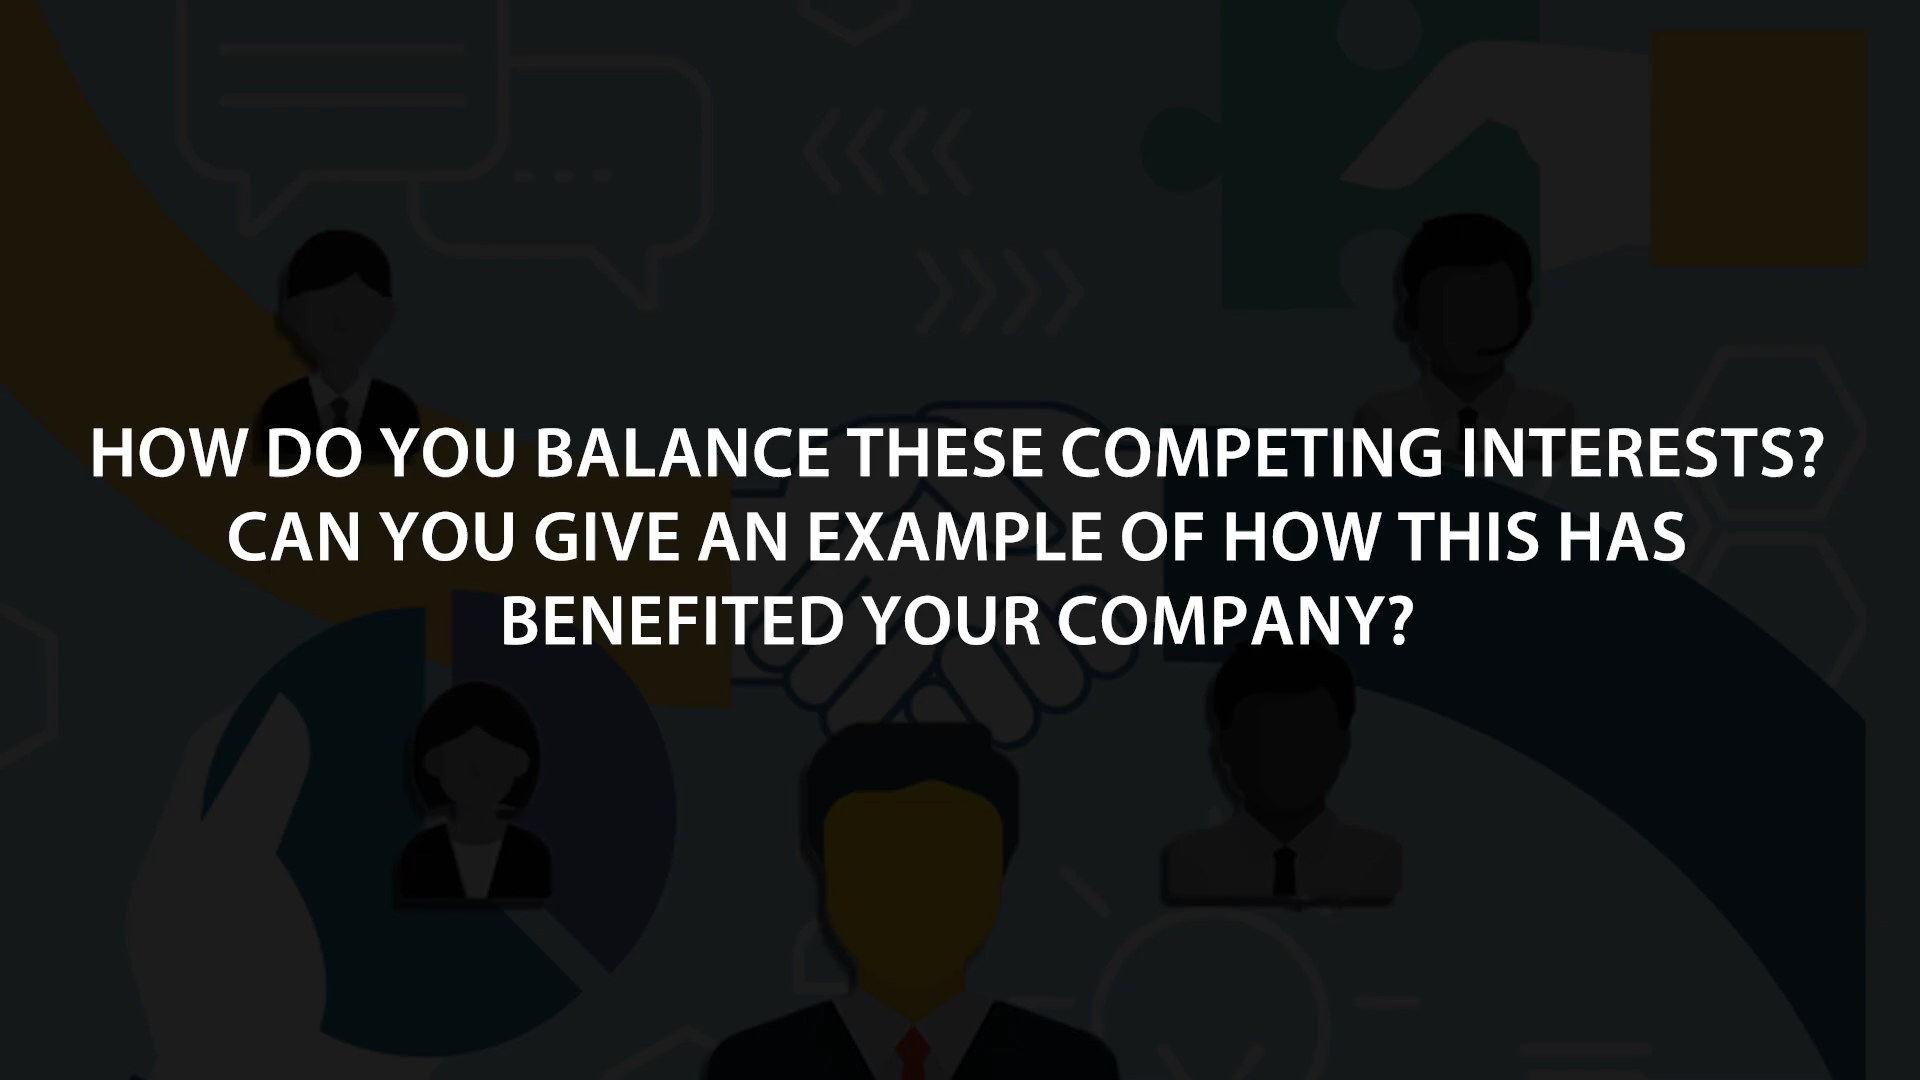 HOW DO YOU BALANCE THESE COMPETING INTERESTS?
CAN YOU GIVE AN EXAMPLE OF HOW THIS HAS
BENEFITED YOUR COMPANY?